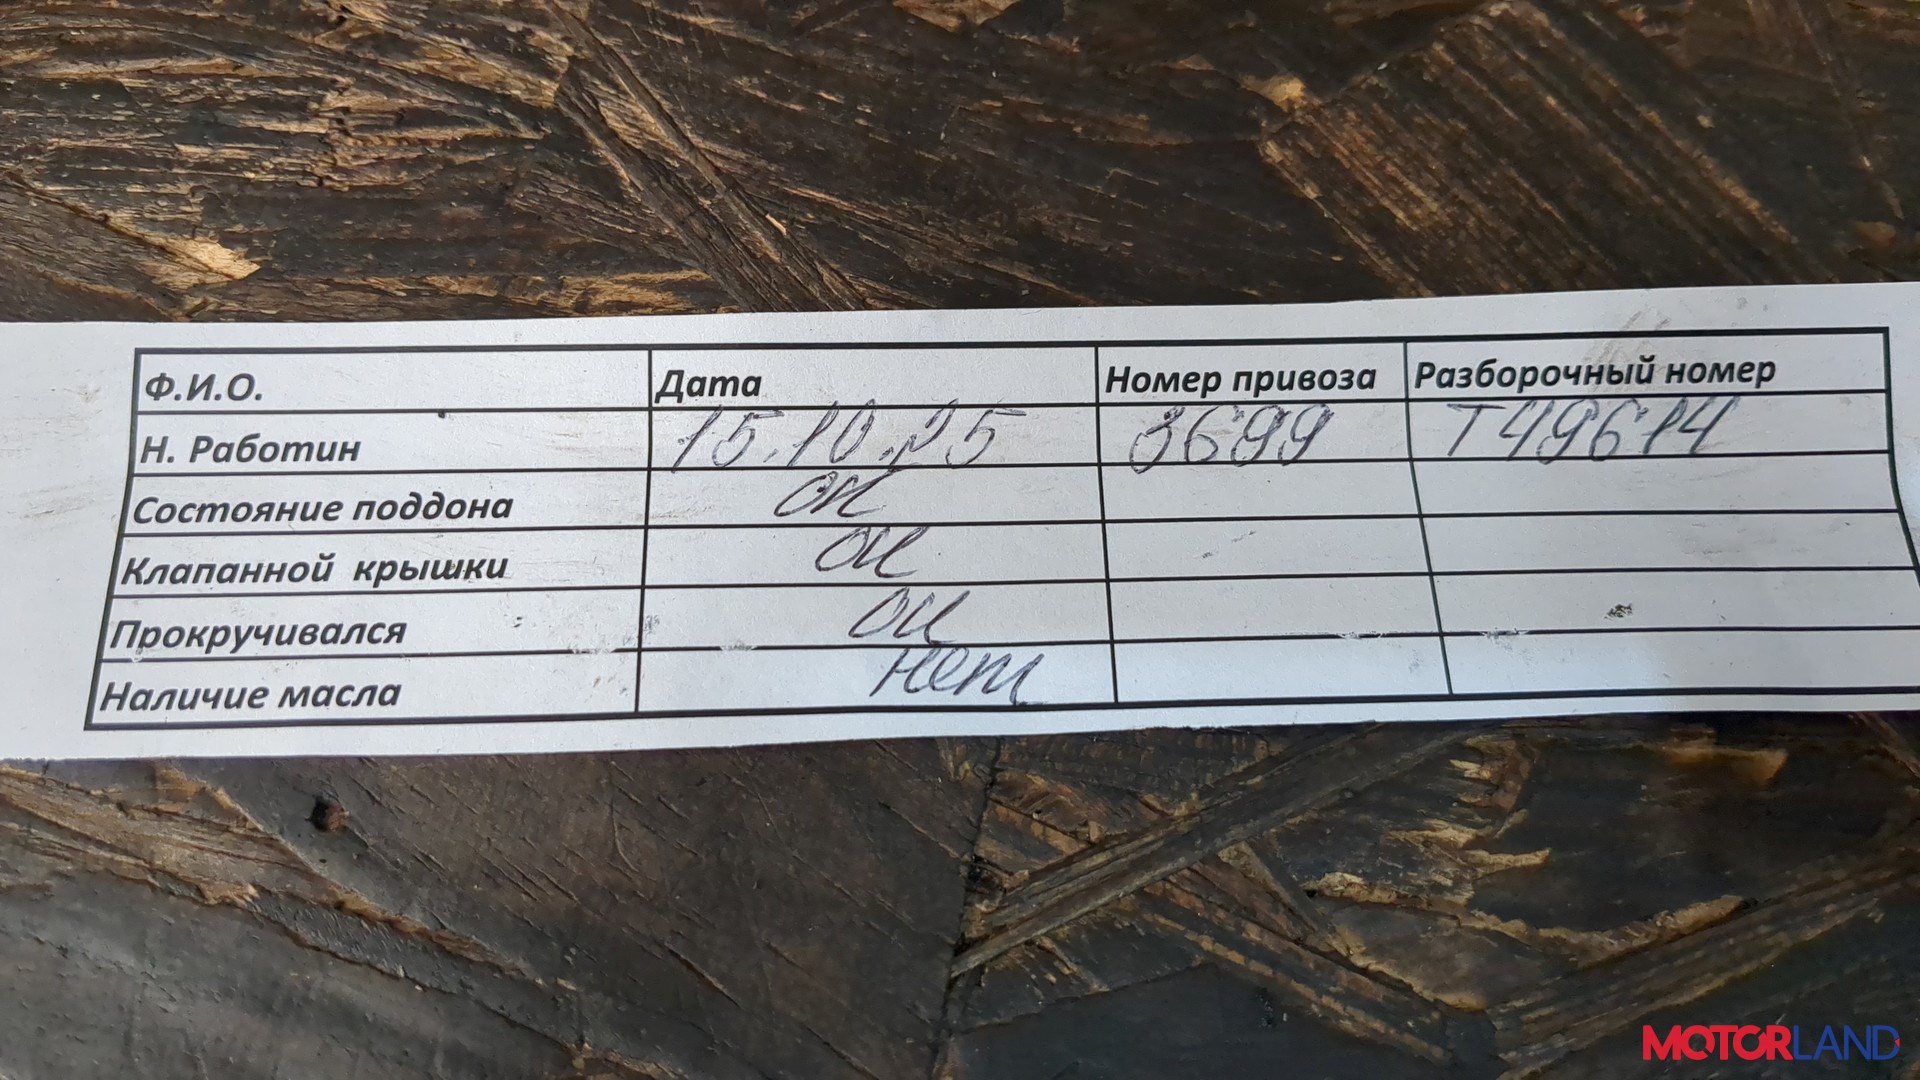 Ф.И.О. Дата Номер привоза Разборочный номер
Н. Работин 15.10.25 3699 Т49614
Состояние поддона ок
Клапанной крышки ок
Прокручивался ок
Наличие масла нет
MOTORLAND